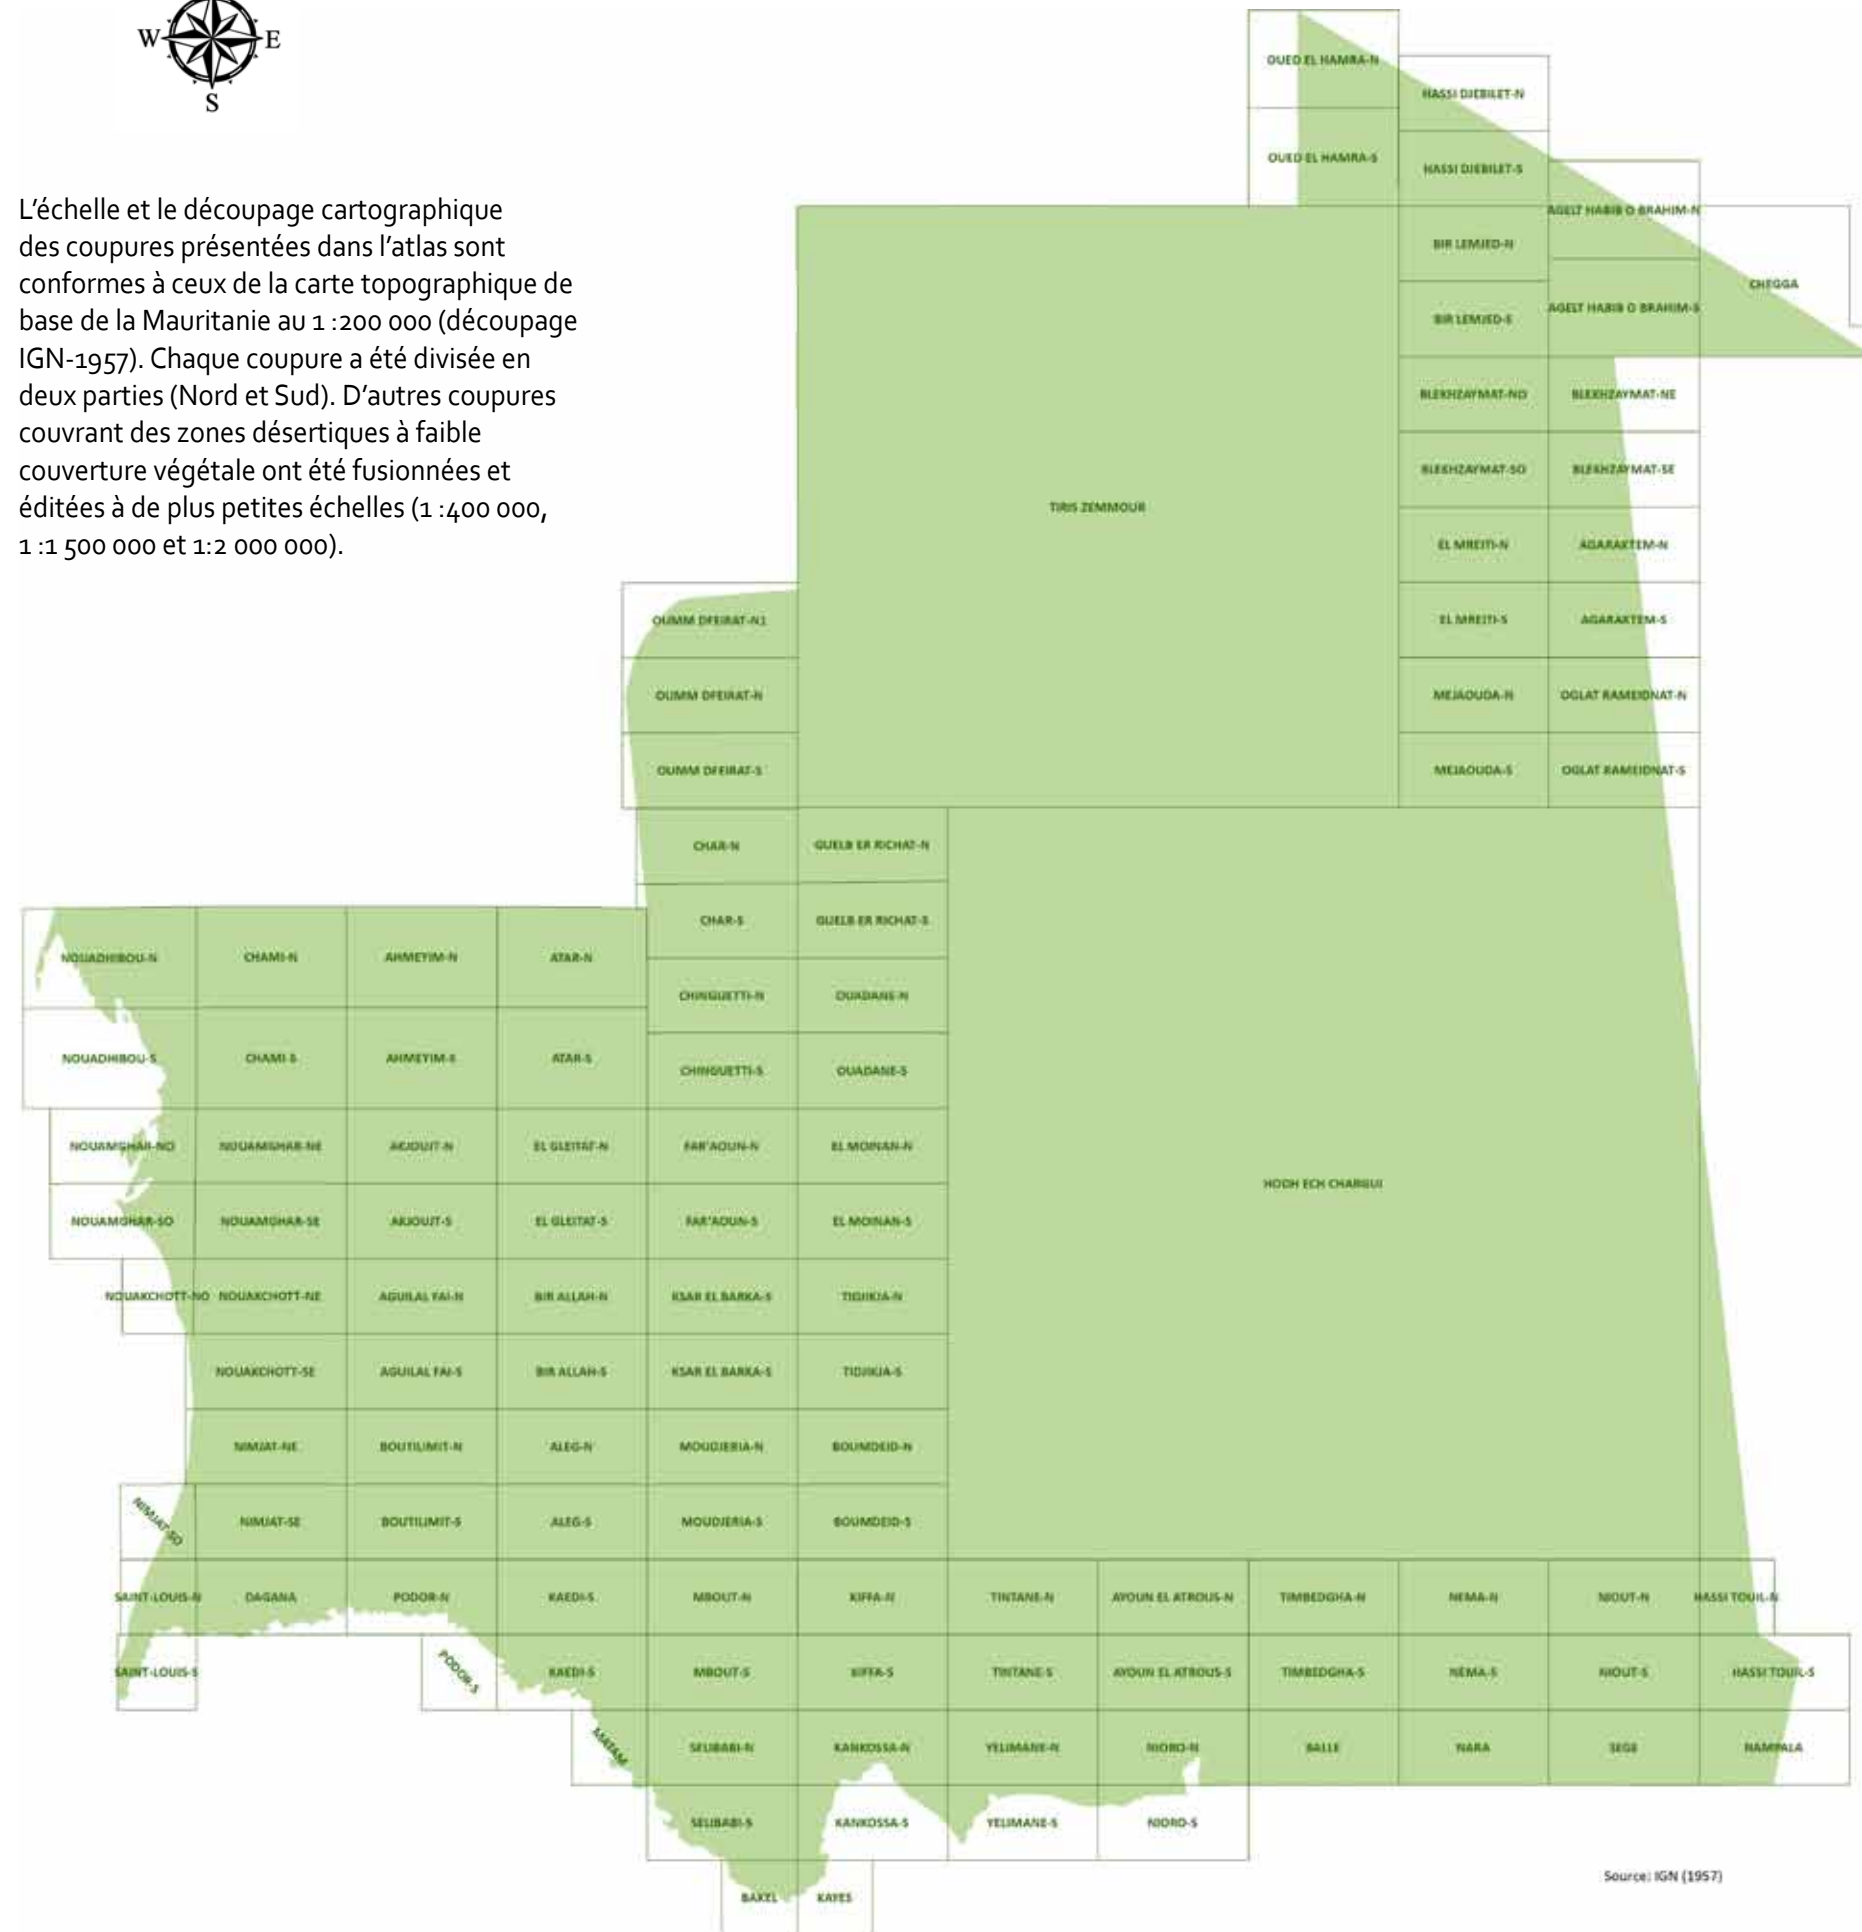 W E
S
OUED EL HAMRA-N
HASSI DJEBILET-N
OUED EL HAMRA-S
HASSI DJEBILET-S
L’échelle et le découpage cartographique
des coupures présentées dans l’atlas sont
conformes à ceux de la carte topographique de
base de la Mauritanie au 1 :200 000 (découpage
IGN-1957). Chaque coupure a été divisée en
deux parties (Nord et Sud). D’autres coupures
couvrant des zones désertiques à faible
couverture végétale ont été fusionnées et
éditées à de plus petites échelles (1 :400 000,
1 :1 500 000 et 1:2 000 000).
AGELT HABIB O BRAHIM-N
BIR LEMJED-N
CHEGGA
AGELT HABIB O BRAHIM-S
BIR LEMJED-S
BLEKHZAYMAT-NO BLEKHZAYMAT-NE
BLEKHZAYMAT-SO BLEKHZAYMAT-SE
TIRIS ZEMMOUR
EL MREITI-N AGARAKTEM-N
OUMM DFEIRAT-N1 EL MREITI-S AGARAKTEM-S
OUMM DFEIRAT-N MEJAOUDA-N OGLAT RAMEIDNAT-N
OUMM DFEIRAT-S MEJAOUDA-S OGLAT RAMEIDNAT-S
CHAR-N GUELB ER RICHAT-N
CHAR-S GUELB ER RICHAT-S
NOUADHIBOU-N CHAMI-N AHMEYIM-N ATAR-N
CHINGUETTI-N OUADANE-N
NOUADHIBOU-S CHAMI-S AHMEYIM-S ATAR-S
CHINGUETTI-S OUADANE-S
NOUAMGHAR-NO NOUAMGHAR-NE AKJOUJT-N EL GLEITAT-N FAR'AOUN-N EL MOINAN-N
HODH ECH CHARGUI
NOUAMGHAR-SO NOUAMGHAR-SE AKJOUJT-S EL GLEITAT-S FAR'AOUN-S EL MOINAN-S
NOUAKCHOTT-NO NOUAKCHOTT-NE AGUILAL FAI-N BIR ALLAH-N KSAR EL BARKA-S TIDJIKJA-N
NOUAKCHOTT-SE AGUILAL FAI-S BIR ALLAH-S KSAR EL BARKA-S TIDJIKJA-S
NIMJAT-NE BOUTILIMIT-N ALEG-N MOUDJERIA-N BOUMDEID-N
NIMJAT-SO NIMJAT-SE BOUTILIMIT-S ALEG-S MOUDJERIA-S BOUMDEID-S
SAINT-LOUIS-N DAGANA PODOR-N KAEDI-S MBOUT-N KIFFA-N TINTANE-N AYOUN EL ATROUS-N TIMBEDGHA-N NEMA-N NIOUT-N HASSI TOUIL-N
SAINT-LOUIS-S PODOR-S KAEDI-S MBOUT-S KIFFA-S TINTANE-S AYOUN EL ATROUS-S TIMBEDGHA-S NEMA-S NIOUT-S HASSI TOUIL-S
MATAM SELIBABI-N KANKOSSA-N YELIMANE-N NIORO-N BALLE NARA SEGE NAMPALA
SELIBABI-S KANKOSSA-S YELIMANE-S NIORO-S
Source: IGN (1957)
BAKEL KAYES